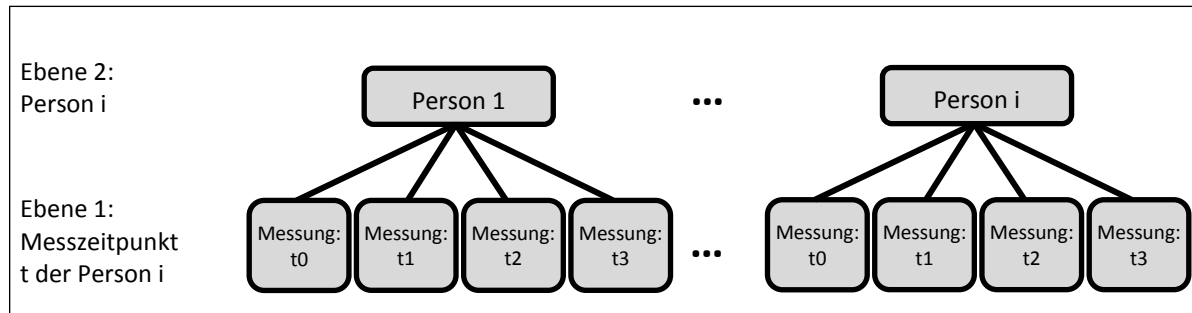 Ebene 2:
Person i
Person 1
...
Person i
Ebene 1:
Messzeitpunkt
t der Person i
Messung:
t0
Messung:
t1
Messung:
t2
Messung:
t3
...
Messung:
t0
Messung:
t1
Messung:
t2
Messung:
t3